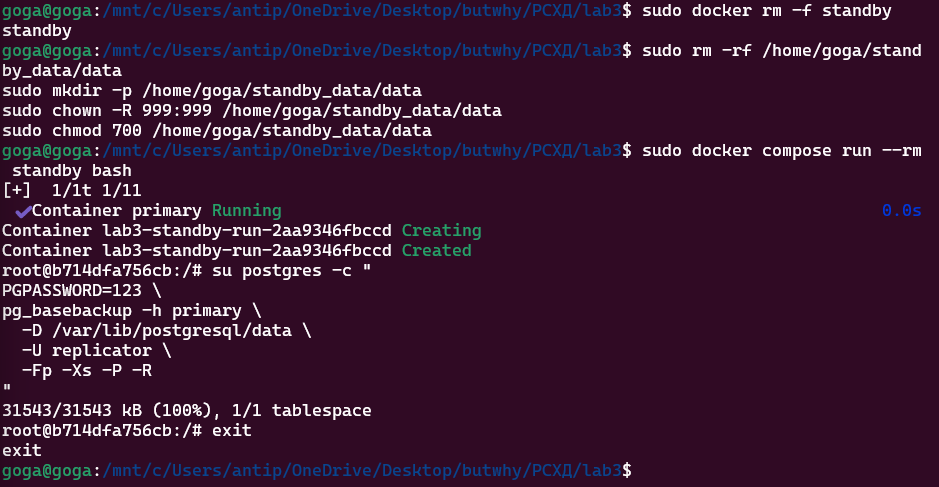 goga@goga:/mnt/c/Users/antip/OneDrive/Desktop/butwhy/РСХД/lab3$ sudo docker rm -f standby
standby
goga@goga:/mnt/c/Users/antip/OneDrive/Desktop/butwhy/РСХД/lab3$ sudo rm -rf /home/goga/stand
by_data/data
sudo mkdir -p /home/goga/standby_data/data
sudo chown -R 999:999 /home/goga/standby_data/data
sudo chmod 700 /home/goga/standby_data/data
goga@goga:/mnt/c/Users/antip/OneDrive/Desktop/butwhy/РСХД/lab3$ sudo docker compose run --rm
 standby bash
[+]  1/1t 1/11
 ✔Container primary Running 0.0s
Container lab3-standby-run-2aa9346fbccd Creating
Container lab3-standby-run-2aa9346fbccd Created
root@b714dfa756cb:/# su postgres -c "
PGPASSWORD=123 \
pg_basebackup -h primary \
  -D /var/lib/postgresql/data \
  -U replicator \
  -Fp -Xs -P -R
"
31543/31543 kB (100%), 1/1 tablespace
root@b714dfa756cb:/# exit
exit
goga@goga:/mnt/c/Users/antip/OneDrive/Desktop/butwhy/РСХД/lab3$